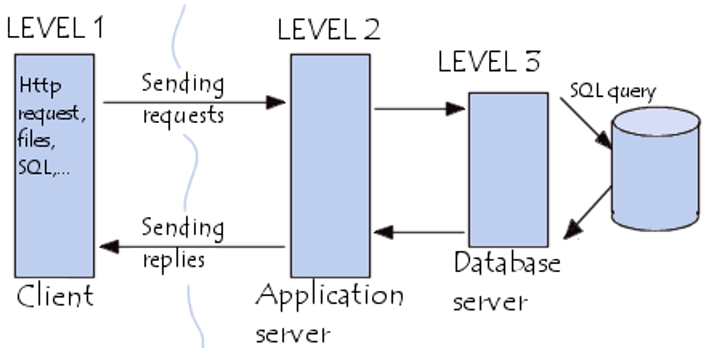 LEVEL 1
LEVEL 2
LEVEL 3
Http
request,
files,
SQL,...
Sending
requests
SQL query
Sending
replies
Client
Application
server
Database
server